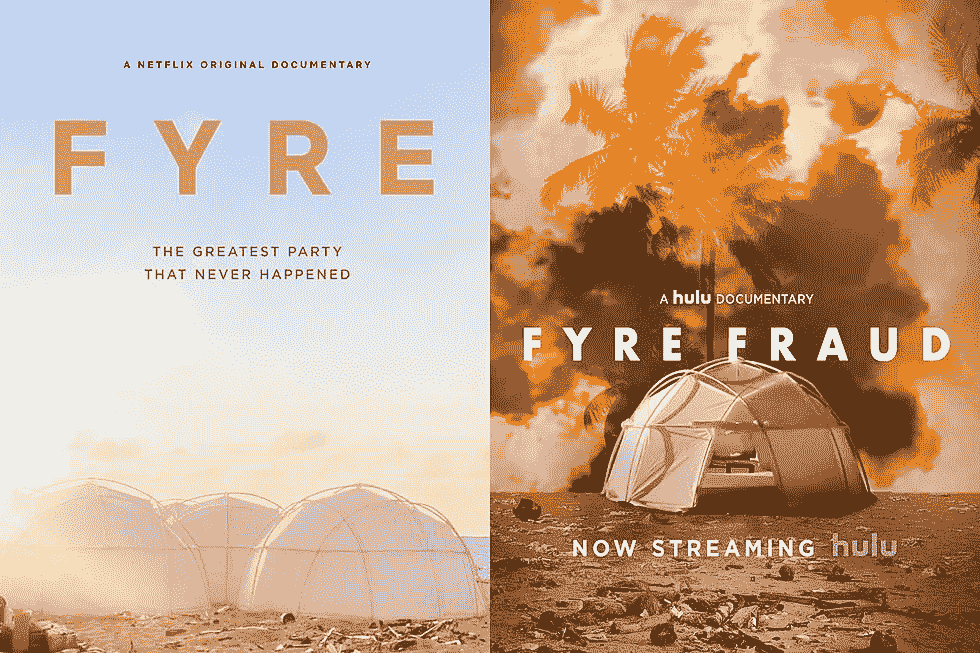 A NETFLIX ORIGINAL DOCUMENTARY
FYRE
THE GREATEST PARTY
THAT NEVER HAPPENED
A hulu DOCUMENTARY
FYRE FRAUD
NOW STREAMING hulu